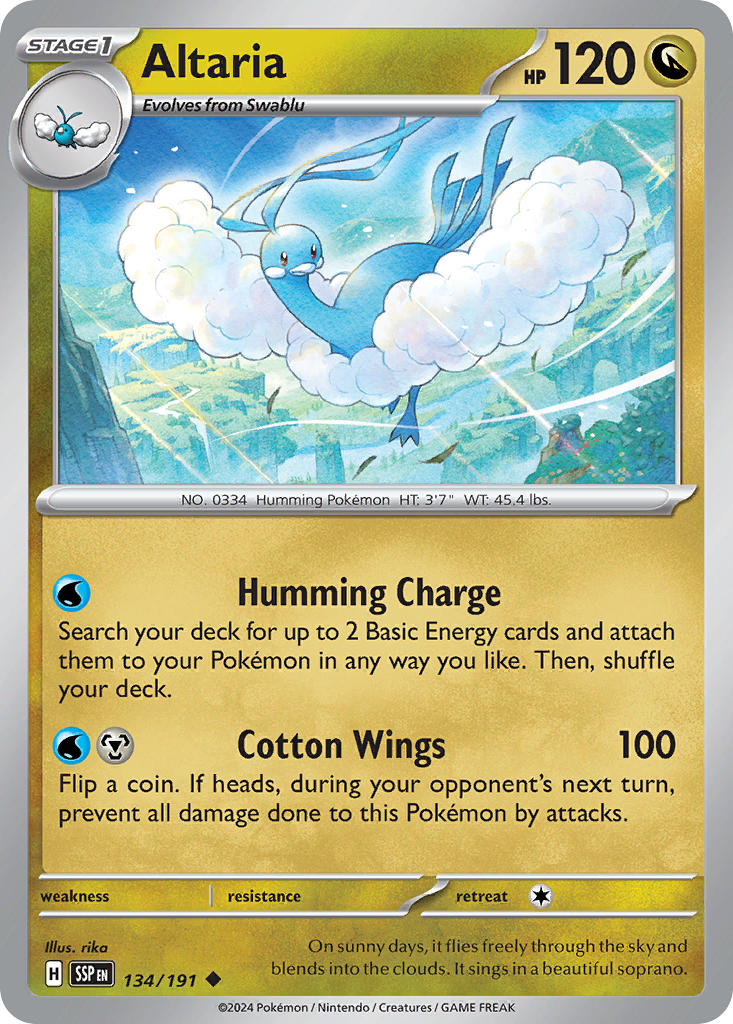 STAGE1
Altaria
HP 120
Evolves from Swablu
NO. 0334 Humming Pokémon HT: 3'7" WT: 45.4 lbs.
Humming Charge
Search your deck for up to 2 Basic Energy cards and attach
them to your Pokémon in any way you like. Then, shuffle
your deck.
Cotton Wings 100
Flip a coin. If heads, during your opponent's next turn,
prevent all damage done to this Pokémon by attacks.
weakness resistance retreat
Illus. rika
On sunny days, it flies freely through the sky and
blends into the clouds. It sings in a beautiful soprano.
H SSP EN 134/191
©2024 Pokémon / Nintendo / Creatures / GAME FREAK